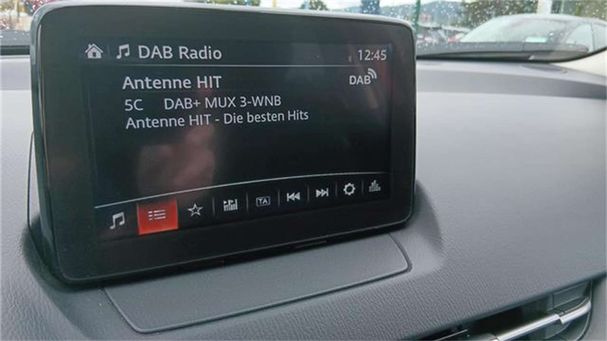 DAB Radio 12:45
Antenne HIT DAB
5C DAB+ MUX 3-WNB
Antenne HIT - Die besten Hits
TA